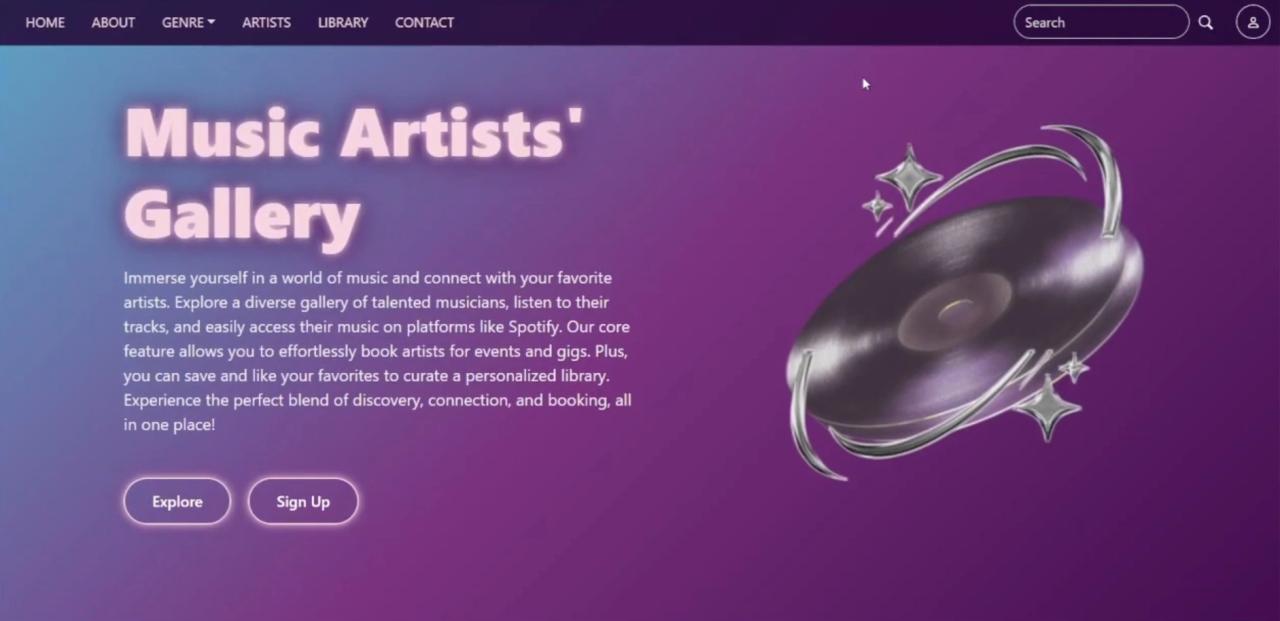 HOME ABOUT GENRE ARTISTS LIBRARY CONTACT Search
Music Artists'
Gallery
Immerse yourself in a world of music and connect with your favorite
artists. Explore a diverse gallery of talented musicians, listen to their
tracks, and easily access their music on platforms like Spotify. Our core
feature allows you to effortlessly book artists for events and gigs. Plus,
you can save and like your favorites to curate a personalized library.
Experience the perfect blend of discovery, connection, and booking, all
in one place!
Explore Sign Up